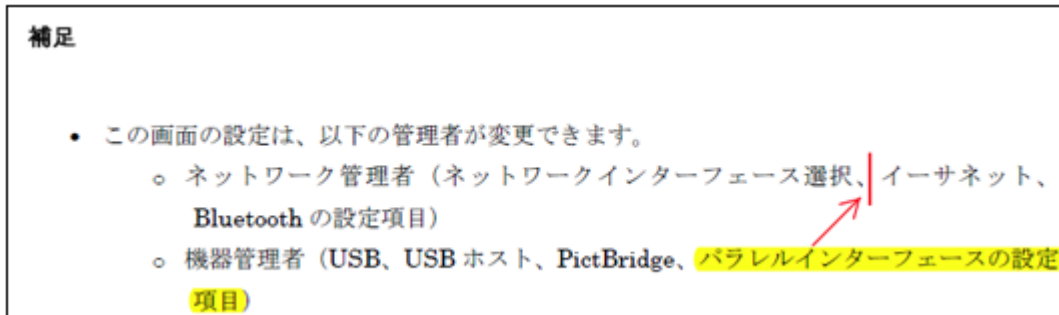 補足
• この画面の設定は、以下の管理者が変更できます。
o ネットワーク管理者（ネットワークインターフェース選択、イーサネット、
Bluetooth の設定項目）
o 機器管理者（USB、USB ホスト、PictBridge、パラレルインターフェースの設定
項目）